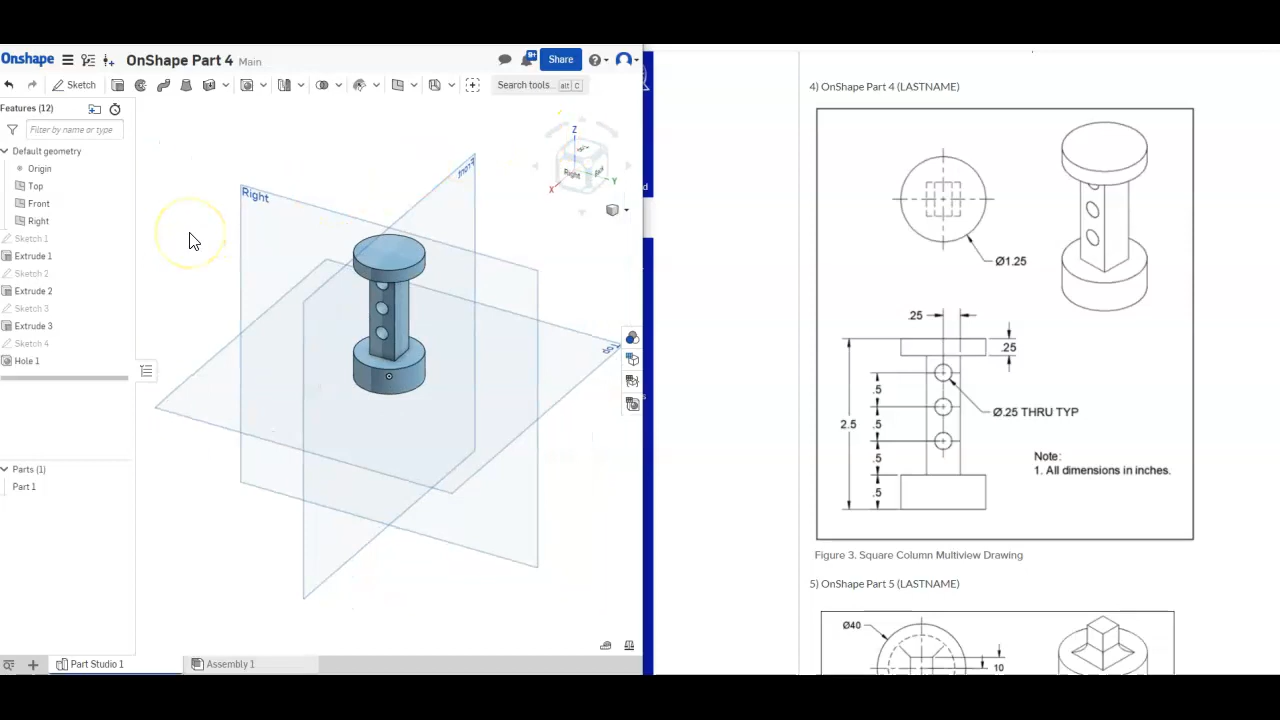 Onshape
OnShape Part 4 Main
9+
Share
Sketch
Search tools... alt C
Features (12)
Filter by name or type
Default geometry
Origin
Top
Front
Right
Sketch 1
Extrude 1
Sketch 2
Extrude 2
Sketch 3
Extrude 3
Sketch 4
Hole 1
Parts (1)
Part 1
Right
Front
Top
Z
Right
X
Y
Part Studio 1
Assembly 1
4) OnShape Part 4 (LASTNAME)
Ø1.25
.25
.25
.5
.5
.5
.5
2.5
Ø.25 THRU TYP
Note:
1. All dimensions in inches.
Figure 3. Square Column Multiview Drawing
5) OnShape Part 5 (LASTNAME)
Ø40
10